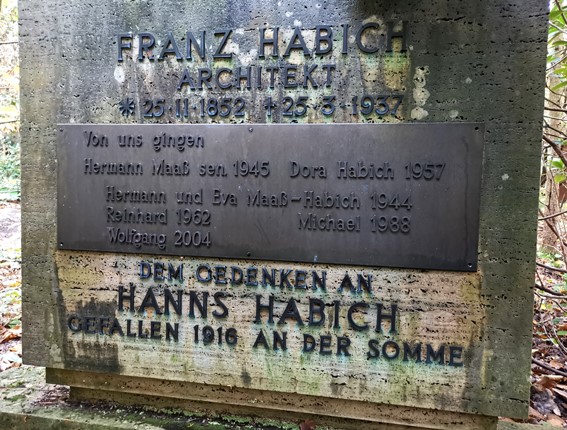 FRANZ HABICH
ARCHITEKT
* 25·11·1852 ✝ 25·3·1937
Von uns gingen
Hermann Maaß sen. 1945 Dora Habich 1957
Hermann und Eva Maaß-Habich 1944
Reinhard 1962 Michael 1988
Wolfgang 2004
DEM GEDENKEN AN
HANNS HABICH
GEFALLEN 1916 AN DER SOMME